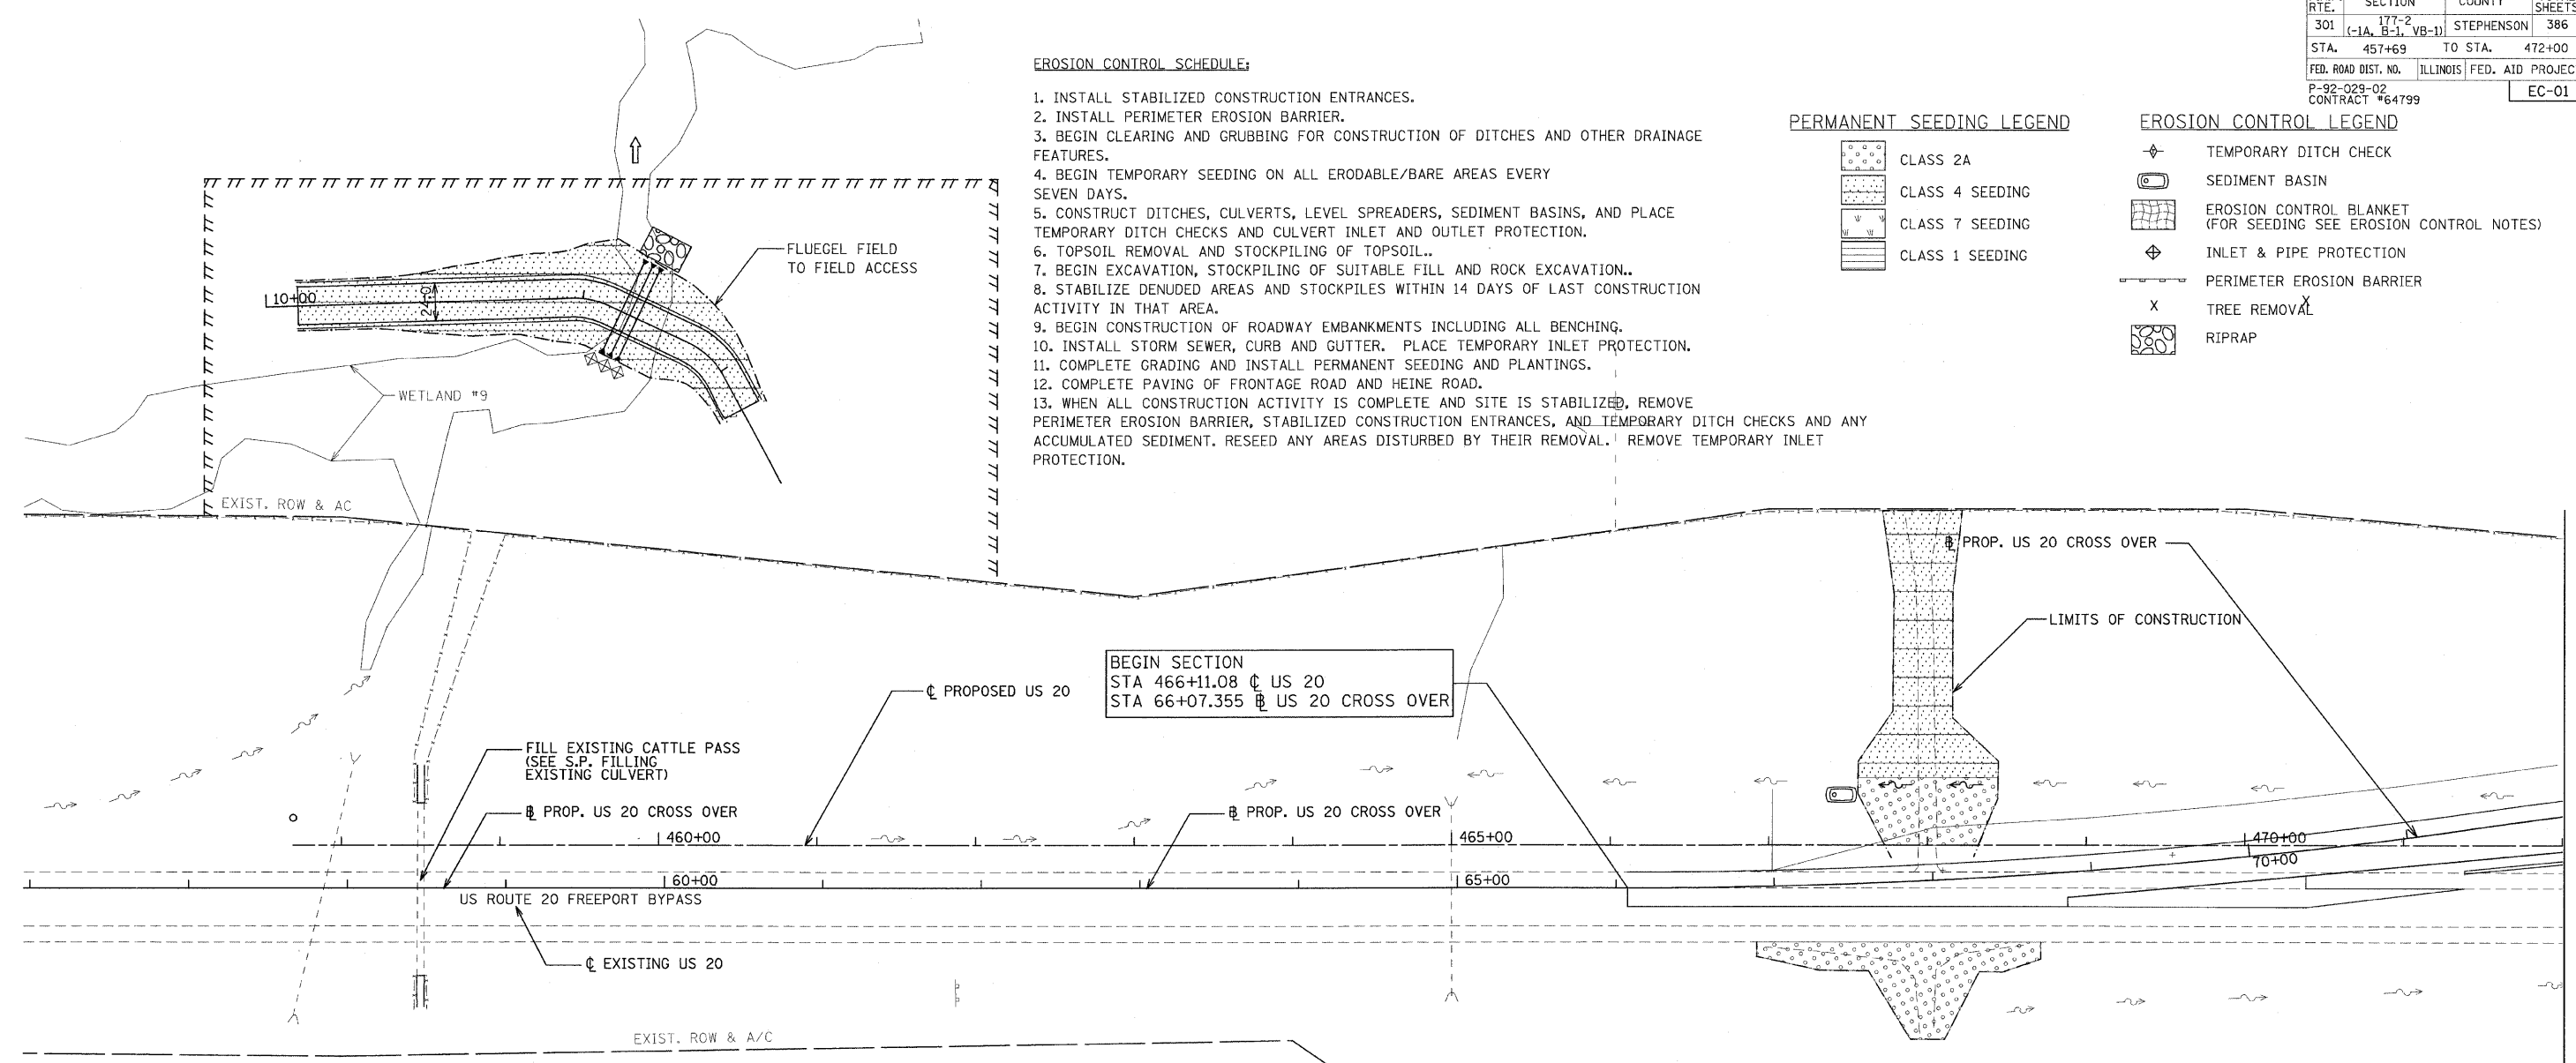 RTE. SECTION COUNTY SHEETS
301 177-2 (-1A, B-1, VB-1) STEPHENSON 386
STA. 457+69 TO STA. 472+00
FED. ROAD DIST. NO. ILLINOIS FED. AID PROJEC
P-92-029-02
CONTRACT #64799
EC-01
EROSION CONTROL SCHEDULE:
1. INSTALL STABILIZED CONSTRUCTION ENTRANCES.
2. INSTALL PERIMETER EROSION BARRIER.
3. BEGIN CLEARING AND GRUBBING FOR CONSTRUCTION OF DITCHES AND OTHER DRAINAGE
FEATURES.
4. BEGIN TEMPORARY SEEDING ON ALL ERODABLE/BARE AREAS EVERY
SEVEN DAYS.
5. CONSTRUCT DITCHES, CULVERTS, LEVEL SPREADERS, SEDIMENT BASINS, AND PLACE
TEMPORARY DITCH CHECKS AND CULVERT INLET AND OUTLET PROTECTION.
6. TOPSOIL REMOVAL AND STOCKPILING OF TOPSOIL..
7. BEGIN EXCAVATION, STOCKPILING OF SUITABLE FILL AND ROCK EXCAVATION..
8. STABILIZE DENUDED AREAS AND STOCKPILES WITHIN 14 DAYS OF LAST CONSTRUCTION
ACTIVITY IN THAT AREA.
9. BEGIN CONSTRUCTION OF ROADWAY EMBANKMENTS INCLUDING ALL BENCHING.
10. INSTALL STORM SEWER, CURB AND GUTTER. PLACE TEMPORARY INLET PROTECTION.
11. COMPLETE GRADING AND INSTALL PERMANENT SEEDING AND PLANTINGS.
12. COMPLETE PAVING OF FRONTAGE ROAD AND HEINE ROAD.
13. WHEN ALL CONSTRUCTION ACTIVITY IS COMPLETE AND SITE IS STABILIZED, REMOVE
PERIMETER EROSION BARRIER, STABILIZED CONSTRUCTION ENTRANCES, AND TEMPORARY DITCH CHECKS AND ANY
ACCUMULATED SEDIMENT. RESEED ANY AREAS DISTURBED BY THEIR REMOVAL. REMOVE TEMPORARY INLET
PROTECTION.
PERMANENT SEEDING LEGEND
CLASS 2A
CLASS 4 SEEDING
CLASS 7 SEEDING
CLASS 1 SEEDING
EROSION CONTROL LEGEND
TEMPORARY DITCH CHECK
SEDIMENT BASIN
EROSION CONTROL BLANKET
(FOR SEEDING SEE EROSION CONTROL NOTES)
INLET & PIPE PROTECTION
PERIMETER EROSION BARRIER
X TREE REMOVAL
X
RIPRAP
FLUEGEL FIELD
TO FIELD ACCESS
10+00
24.0
WETLAND #9
EXIST. ROW & AC
℄ PROP. US 20 CROSS OVER
LIMITS OF CONSTRUCTION
BEGIN SECTION
STA 466+11.08 ℄ US 20
STA 66+07.355 BL US 20 CROSS OVER
℄ PROPOSED US 20
FILL EXISTING CATTLE PASS
(SEE S.P. FILLING
EXISTING CULVERT)
BL PROP. US 20 CROSS OVER
BL PROP. US 20 CROSS OVER
460+00
465+00
470+00
60+00
65+00
70+00
US ROUTE 20 FREEPORT BYPASS
℄ EXISTING US 20
EXIST. ROW & A/C